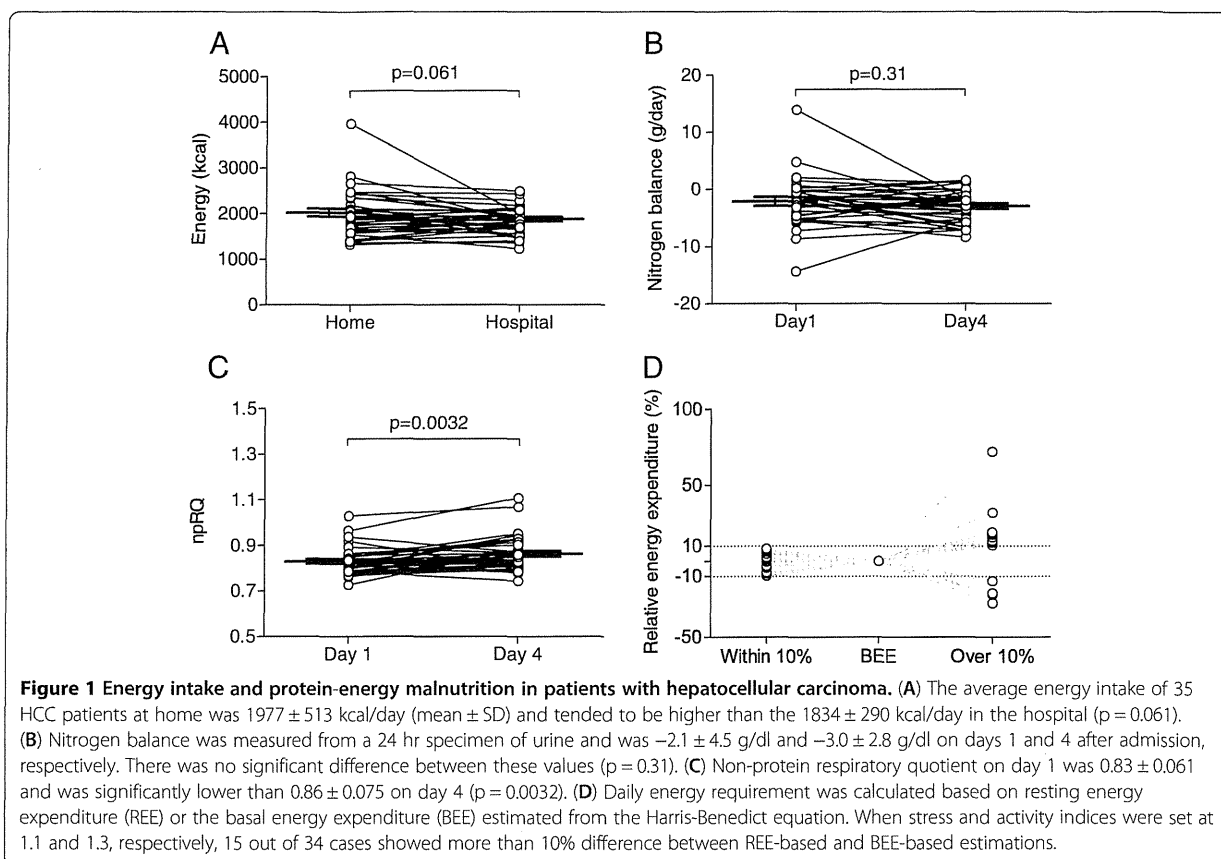 A
p=0.061
5000
4000
3000
2000
1000
0
Energy (kcal)
Home Hospital
B
p=0.31
20
10
0
-10
-20
Nitrogen balance (g/day)
Day1 Day4
C
p=0.0032
1.5
1.3
1.1
0.9
0.7
0.5
npRQ
Day 1 Day 4
D
100
50
10
-10
-50
Relative energy expenditure (%)
Within 10% BEE Over 10%
Figure 1 Energy intake and protein-energy malnutrition in patients with hepatocellular carcinoma. (A) The average energy intake of 35
HCC patients at home was 1977 ± 513 kcal/day (mean ± SD) and tended to be higher than the 1834 ± 290 kcal/day in the hospital (p = 0.061).
(B) Nitrogen balance was measured from a 24 hr specimen of urine and was −2.1 ± 4.5 g/dl and −3.0 ± 2.8 g/dl on days 1 and 4 after admission,
respectively. There was no significant difference between these values (p = 0.31). (C) Non-protein respiratory quotient on day 1 was 0.83 ± 0.061
and was significantly lower than 0.86 ± 0.075 on day 4 (p = 0.0032). (D) Daily energy requirement was calculated based on resting energy
expenditure (REE) or the basal energy expenditure (BEE) estimated from the Harris-Benedict equation. When stress and activity indices were set at
1.1 and 1.3, respectively, 15 out of 34 cases showed more than 10% difference between REE-based and BEE-based estimations.